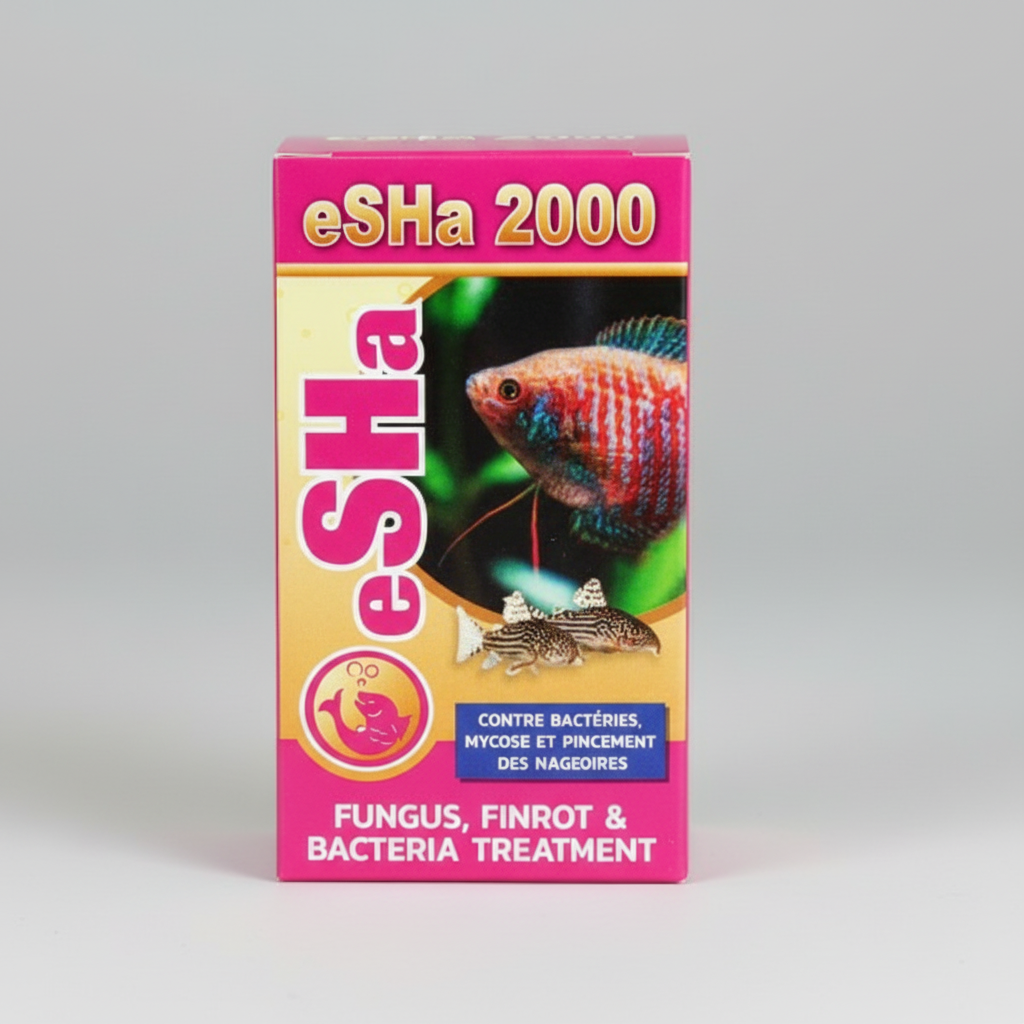 eSHa 2000
eSHa
CONTRE BACTÉRIES,
MYCOSE ET PINCEMENT
DES NAGEOIRES
FUNGUS, FINROT &
BACTERIA TREATMENT